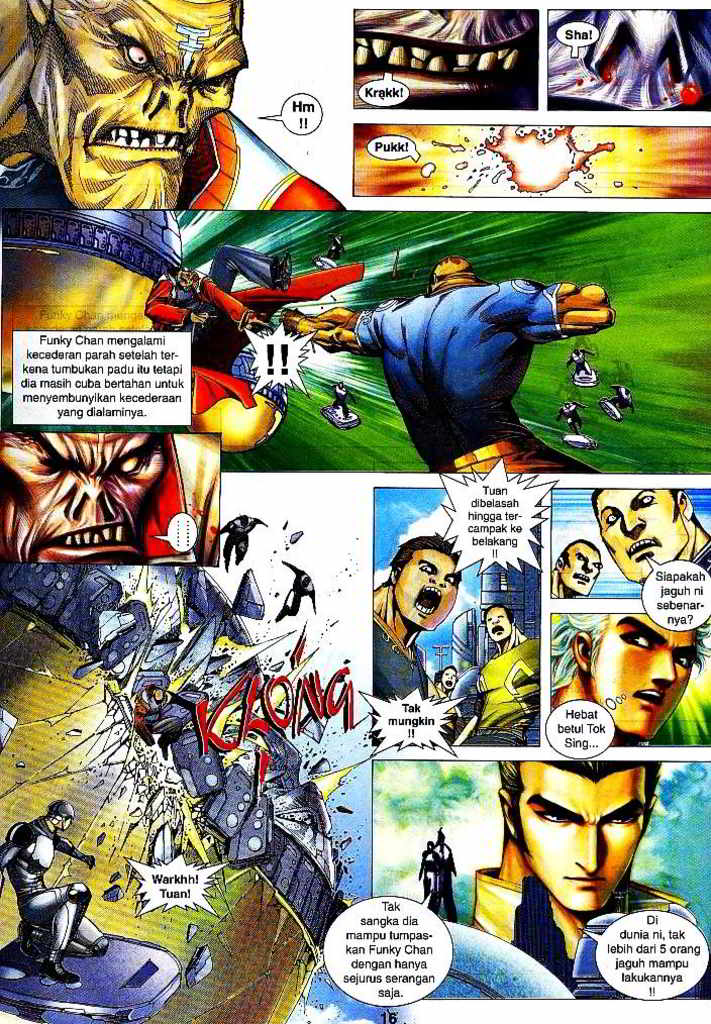 Hm
!!
Krąkk!
Sha!
Pukk!
Funky Chan mengalami
kecederan parah setelah ter-
kena tumbukan padu itu tetapi
dia masih cuba bertahan untuk
menyembunyikan kecederaan
yang dialaminya.
!!
...
Tuan
dibelasah
hingga ter-
campak ke
belakang
!!
Siapakah
jaguh ni
sebenar-
nya?
Tak
mungkin
!!
Hebat
betul Tok
Sing...
KLONG
!!
Warkhh!
Tuan!
Tak
sangka dia
mampu tumpas-
kan Funky Chan
dengan hanya
sejurus serangan
saja.
Di
dunia ni, tak
lebih dari 5 orang
jaguh mampu
lakukannya
!!
16